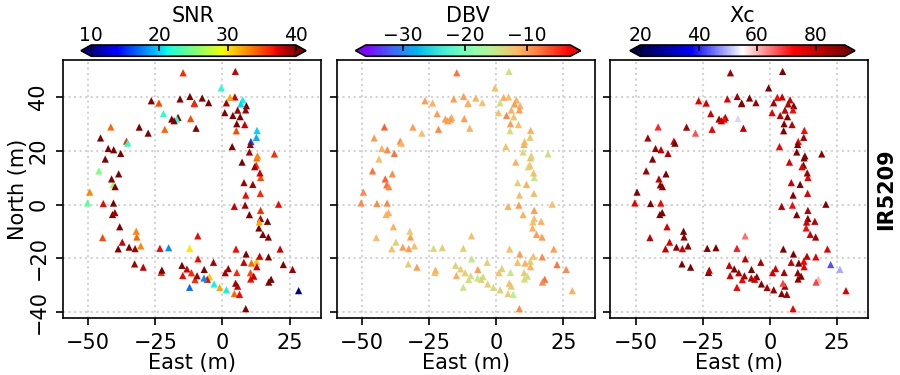 SNR DBV Xc
10 20 30 40 −30 −20 −10 20 40 60 80
40
20
0
−20
−40
North (m)
−50 −25 0 25 −50 −25 0 25 −50 −25 0 25
East (m) East (m) East (m)
IR5209